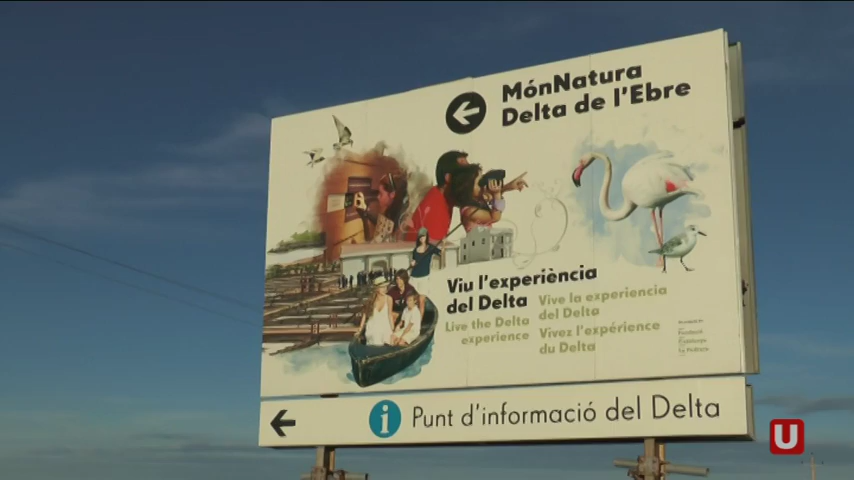 MónNatura
Delta de l'Ebre
Viu l'experiència
del Delta
Live the Delta
experience
Vive la experiencia
del Delta
Vivez l'expérience
du Delta
Punt d'informació del Delta
U